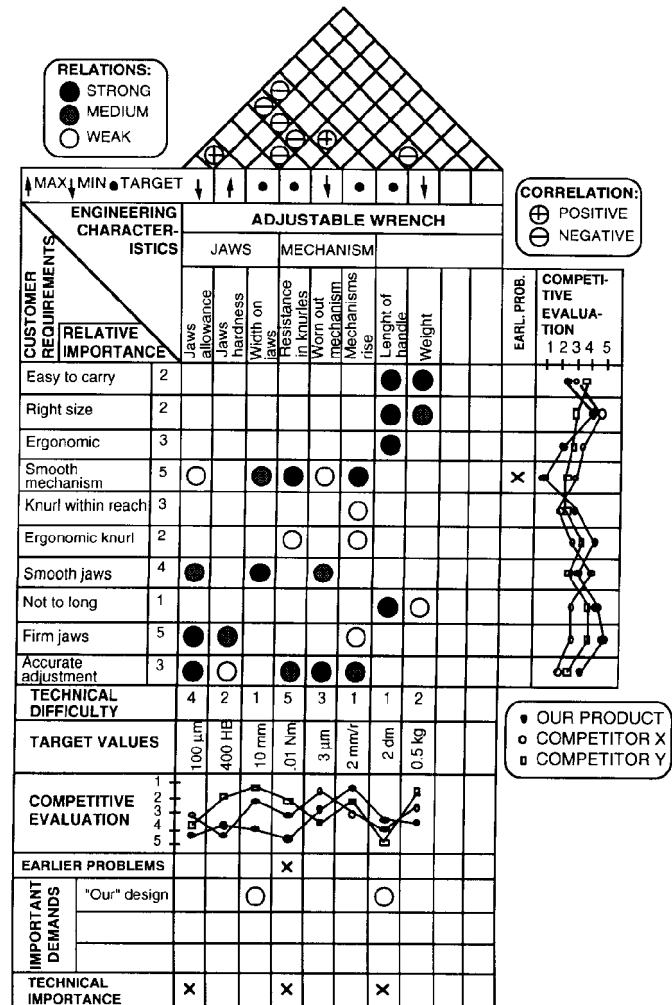 RELATIONS:
STRONG
MEDIUM
WEAK
MAX MIN • TARGET
CORRELATION:
POSITIVE
NEGATIVE
ENGINEERING
CHARACTER-
ISTICS
ADJUSTABLE WRENCH
JAWS
MECHANISM
CUSTOMER
REQUIREMENTS
RELATIVE
IMPORTANCE
Jaws
allowance
Jaws
hardness
Width on
jaws
Resistance
in knurles
Worn out
mechanism
Mechanisms
rise
Lenght of
handle
Weight
EARL. PROB.
COMPETI-
TIVE
EVALUA-
TION
1 2 3 4 5
Easy to carry 2
Right size 2
Ergonomic 3
Smooth
mechanism 5 X
Knurl within reach 3
Ergonomic knurl 2
Smooth jaws 4
Not to long 1
Firm jaws 5
Accurate
adjustment 3
TECHNICAL
DIFFICULTY 4 2 1 5 3 1 1 2
TARGET VALUES 100 µm 400 HB 10 mm .01 Nm 3 µm 2 mm/r 2 dm 0.5 kg
OUR PRODUCT
COMPETITOR X
COMPETITOR Y
COMPETITIVE
EVALUATION
1
2
3
4
5
EARLIER PROBLEMS X
IMPORTANT
DEMANDS
"Our" design
TECHNICAL
IMPORTANCE X X X